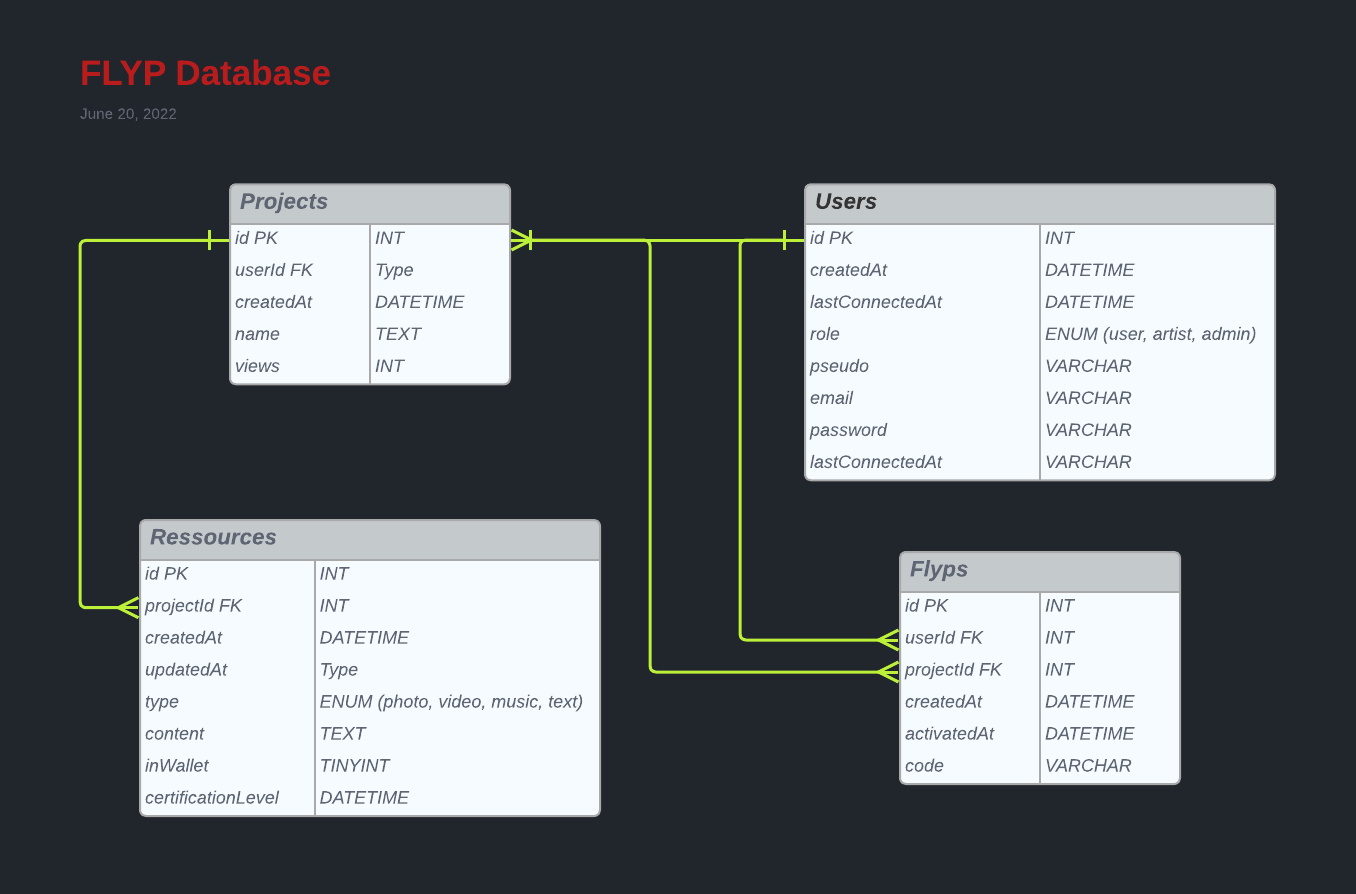 FLYP Database
June 20, 2022
Projects
id PK INT
userId FK Type
createdAt DATETIME
name TEXT
views INT
Users
id PK INT
createdAt DATETIME
lastConnectedAt DATETIME
role ENUM (user, artist, admin)
pseudo VARCHAR
email VARCHAR
password VARCHAR
lastConnectedAt VARCHAR
Ressources
id PK INT
projectId FK INT
createdAt DATETIME
updatedAt Type
type ENUM (photo, video, music, text)
content TEXT
inWallet TINYINT
certificationLevel DATETIME
Flyps
id PK INT
userId FK INT
projectId FK INT
createdAt DATETIME
activatedAt DATETIME
code VARCHAR